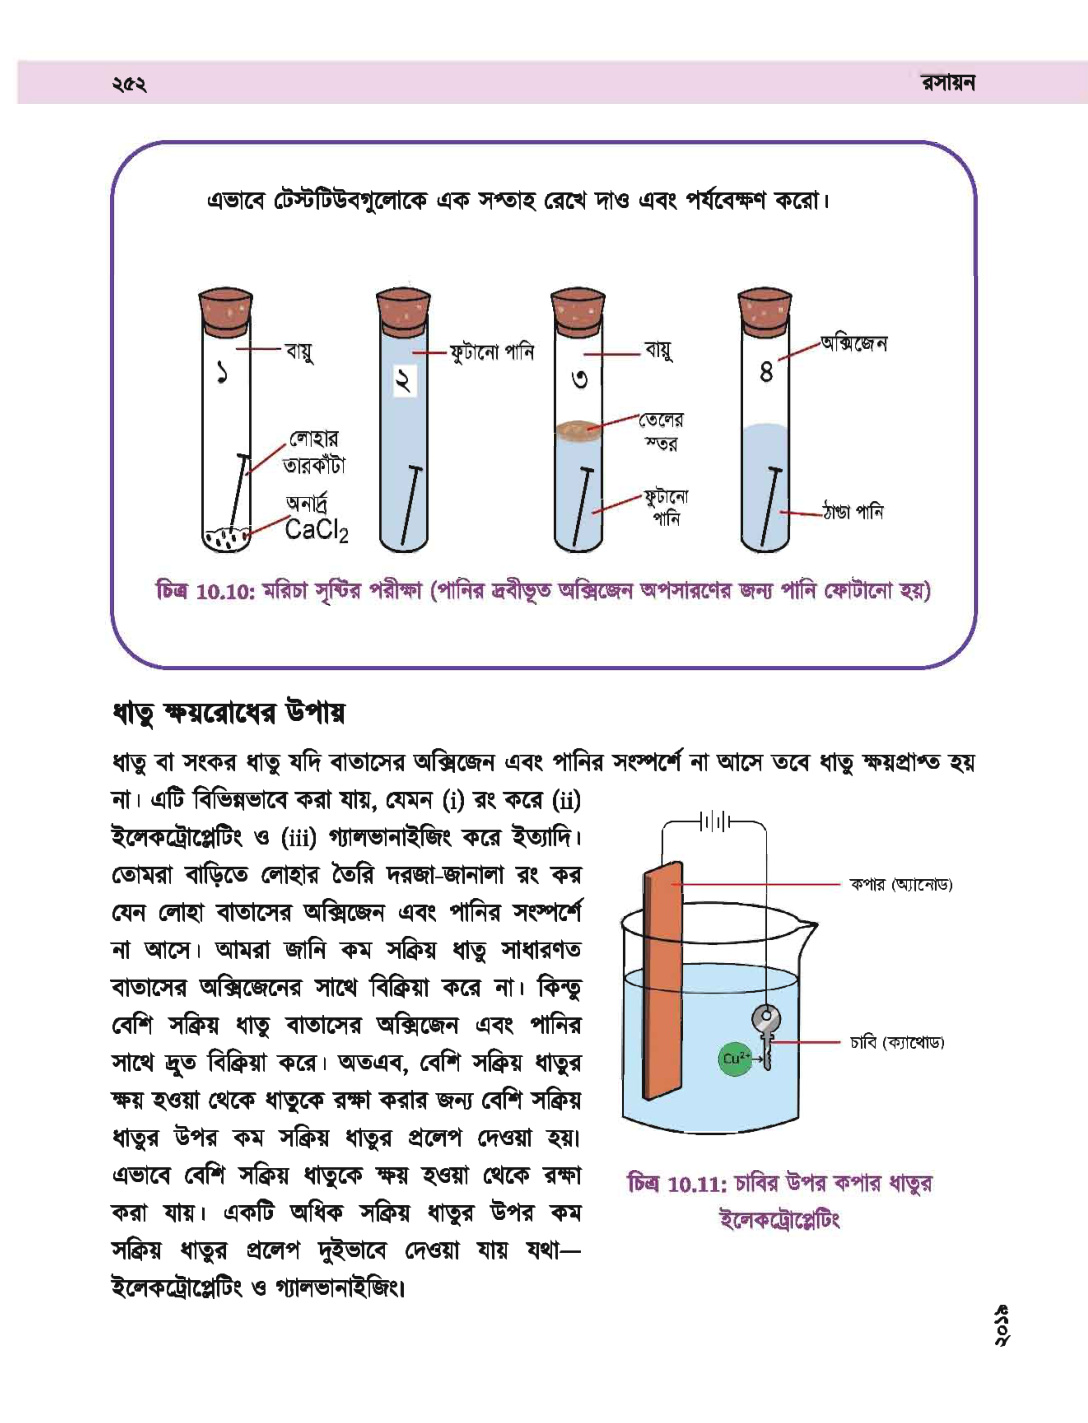 ২৫২
রসায়ন
এভাবে টেস্টটিউবগুলোকে এক সপ্তাহ রেখে দাও এবং পর্যবেক্ষণ করো।
১
বায়ু
লোহার
তারকাঁটা
অনার্দ্র
CaCl2
২
ফুটানো পানি
৩
বায়ু
তেলের
স্তর
ফুটানো
পানি
৪
অক্সিজেন
ঠাণ্ডা পানি
চিত্র 10.10: মরিচা সৃষ্টির পরীক্ষা (পানির দ্রবীভূত অক্সিজেন অপসারণের জন্য পানি ফোটানো হয়)
ধাতু ক্ষয়রোধের উপায়
ধাতু বা সংকর ধাতু যদি বাতাসের অক্সিজেন এবং পানির সংস্পর্শে না আসে তবে ধাতু ক্ষয়প্রাপ্ত হয়
না। এটি বিভিন্নভাবে করা যায়, যেমন (i) রং করে (ii)
ইলেকট্রোপ্লেটিং ও (iii) গ্যালভানাইজিং করে ইত্যাদি।
তোমরা বাড়িতে লোহার তৈরি দরজা-জানালা রং কর
যেন লোহা বাতাসের অক্সিজেন এবং পানির সংস্পর্শে
না আসে। আমরা জানি কম সক্রিয় ধাতু সাধারণত
বাতাসের অক্সিজেনের সাথে বিক্রিয়া করে না। কিন্তু
বেশি সক্রিয় ধাতু বাতাসের অক্সিজেন এবং পানির
সাথে দ্রুত বিক্রিয়া করে। অতএব, বেশি সক্রিয় ধাতুর
ক্ষয় হওয়া থেকে ধাতুকে রক্ষা করার জন্য বেশি সক্রিয়
ধাতুর উপর কম সক্রিয় ধাতুর প্রলেপ দেওয়া হয়।
এভাবে বেশি সক্রিয় ধাতুকে ক্ষয় হওয়া থেকে রক্ষা
করা যায়। একটি অধিক সক্রিয় ধাতুর উপর কম
সক্রিয় ধাতুর প্রলেপ দুইভাবে দেওয়া যায় যথা—
ইলেকট্রোপ্লেটিং ও গ্যালভানাইজিং।
কপার (অ্যানোড)
চাবি (ক্যাথোড)
Cu2+
চিত্র 10.11: চাবির উপর কপার ধাতুর
ইলেকট্রোপ্লেটিং
২০১৯